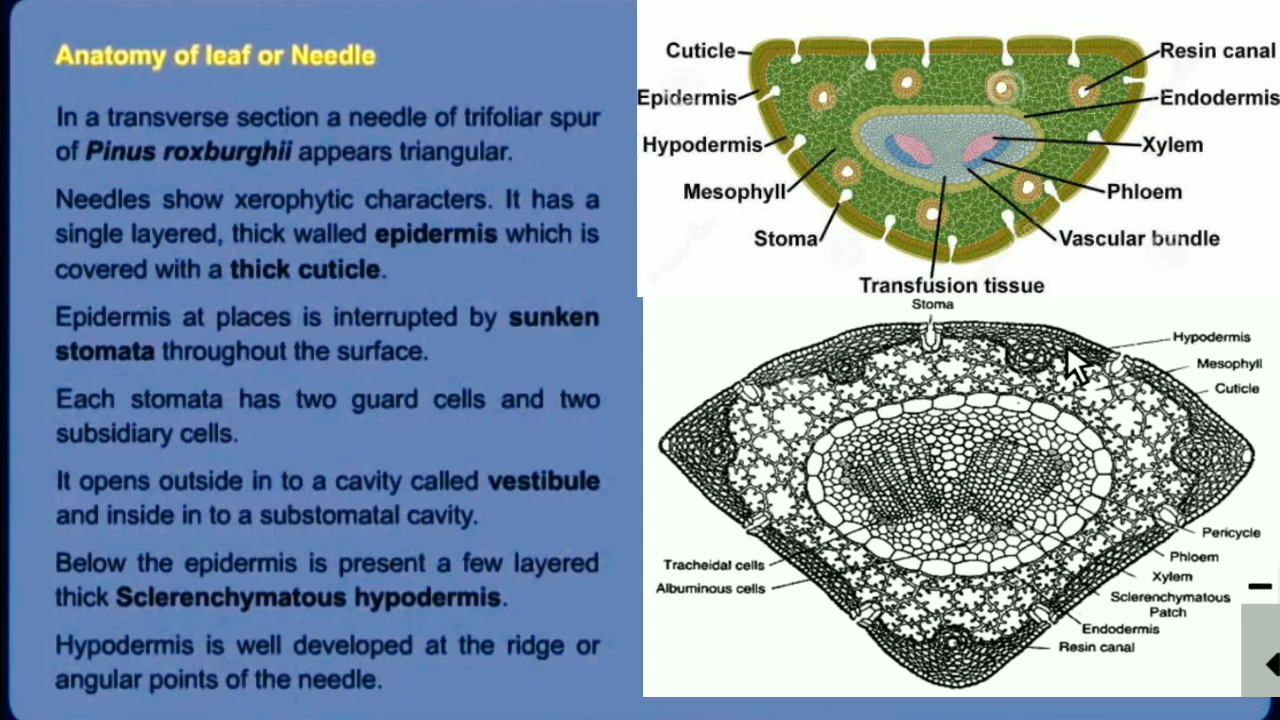 Anatomy of leaf or Needle
In a transverse section a needle of trifoliar spur
of Pinus roxburghii appears triangular.
Needles show xerophytic characters. It has a
single layered, thick walled epidermis which is
covered with a thick cuticle.
Epidermis at places is interrupted by sunken
stomata throughout the surface.
Each stomata has two guard cells and two
subsidiary cells.
It opens outside in to a cavity called vestibule
and inside in to a substomatal cavity.
Below the epidermis is present a few layered
thick Sclerenchymatous hypodermis.
Hypodermis is well developed at the ridge or
angular points of the needle.
Cuticle
Epidermis
Hypodermis
Mesophyll
Stoma
Resin canal
Endodermis
Xylem
Phloem
Vascular bundle
Transfusion tissue
Stoma
Hypodermis
Mesophyll
Cuticle
Tracheidal cells
Albuminous cells
Pericycle
Phloem
Xylem
Sclerenchymatous
Patch
Endodermis
Resin canal